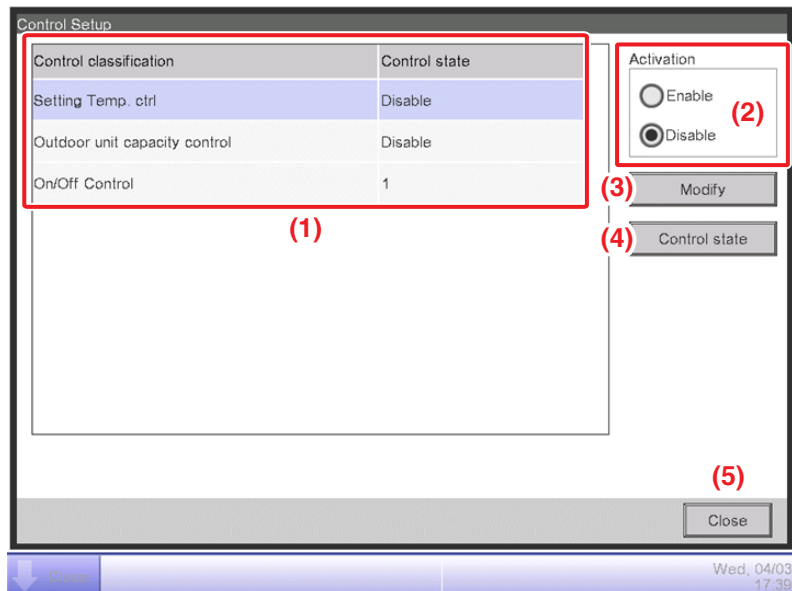 Control Setup
Control classification Control state
Setting Temp. ctrl Disable
Outdoor unit capacity control Disable
On/Off Control 1
(1)
Activation
Enable
(2)
Disable
(3) Modify
(4) Control state
(5)
Close
Wed, 04/03
17:39